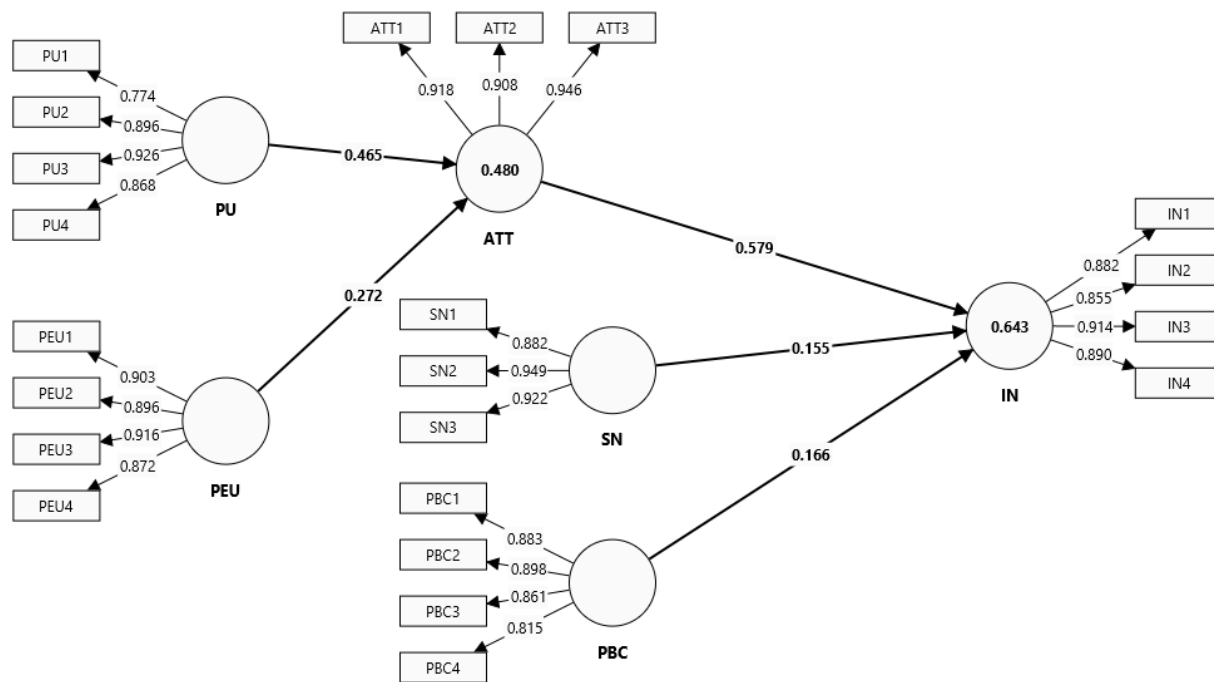 ATT1
ATT2
ATT3
0.918
0.908
0.946
PU1
PU2
PU3
PU4
0.774
0.896
0.926
0.868
PU
0.465
0.480
ATT
0.272
0.579
PEU1
PEU2
PEU3
PEU4
0.903
0.896
0.916
0.872
PEU
SN1
SN2
SN3
0.882
0.949
0.922
SN
0.155
PBC1
PBC2
PBC3
PBC4
0.883
0.898
0.861
0.815
PBC
0.166
0.643
IN
0.882
0.855
0.914
0.890
IN1
IN2
IN3
IN4